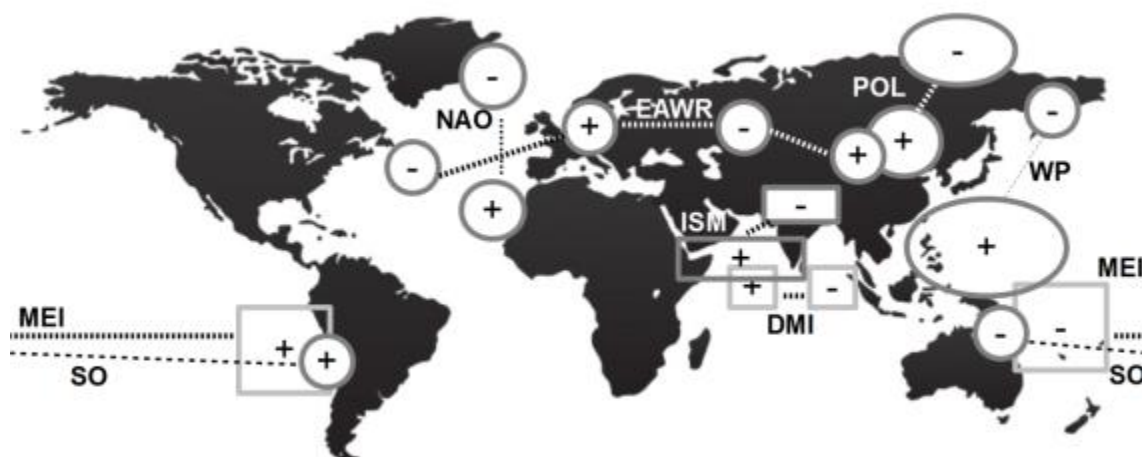 -
-
POL
NAO
EAWR
-
+
-
+
+
-
WP
-
+
ISM
+
+
-
DMI
+
MEI
MEI
+
+
SO
-
-
SO